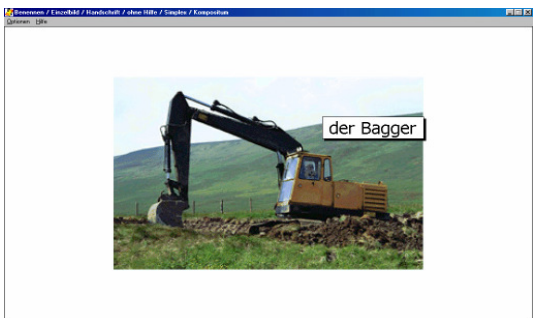 Benennen / Einzelbild / Handschrift / ohne Hilfe / Simplex / Kompositum
Optionen Hilfe
der Bagger